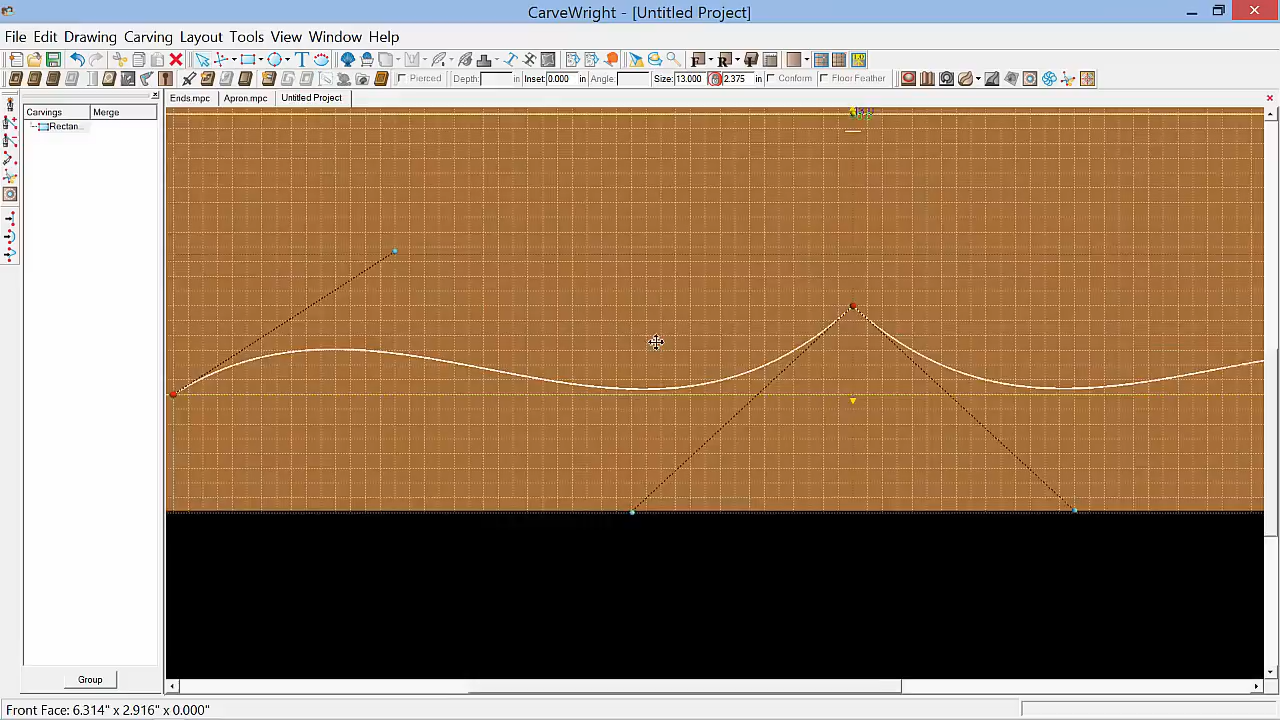 CarveWright - [Untitled Project]
File Edit Drawing Carving Layout Tools View Window Help
Pierced Depth: in Inset: 0.000 in Angle: Size: 13.000 2.375 in Conform Floor Feather
Ends.mpc Apron.mpc Untitled Project
Carvings Merge
Rectan...
Group
Front Face: 6.314" x 2.916" x 0.000"